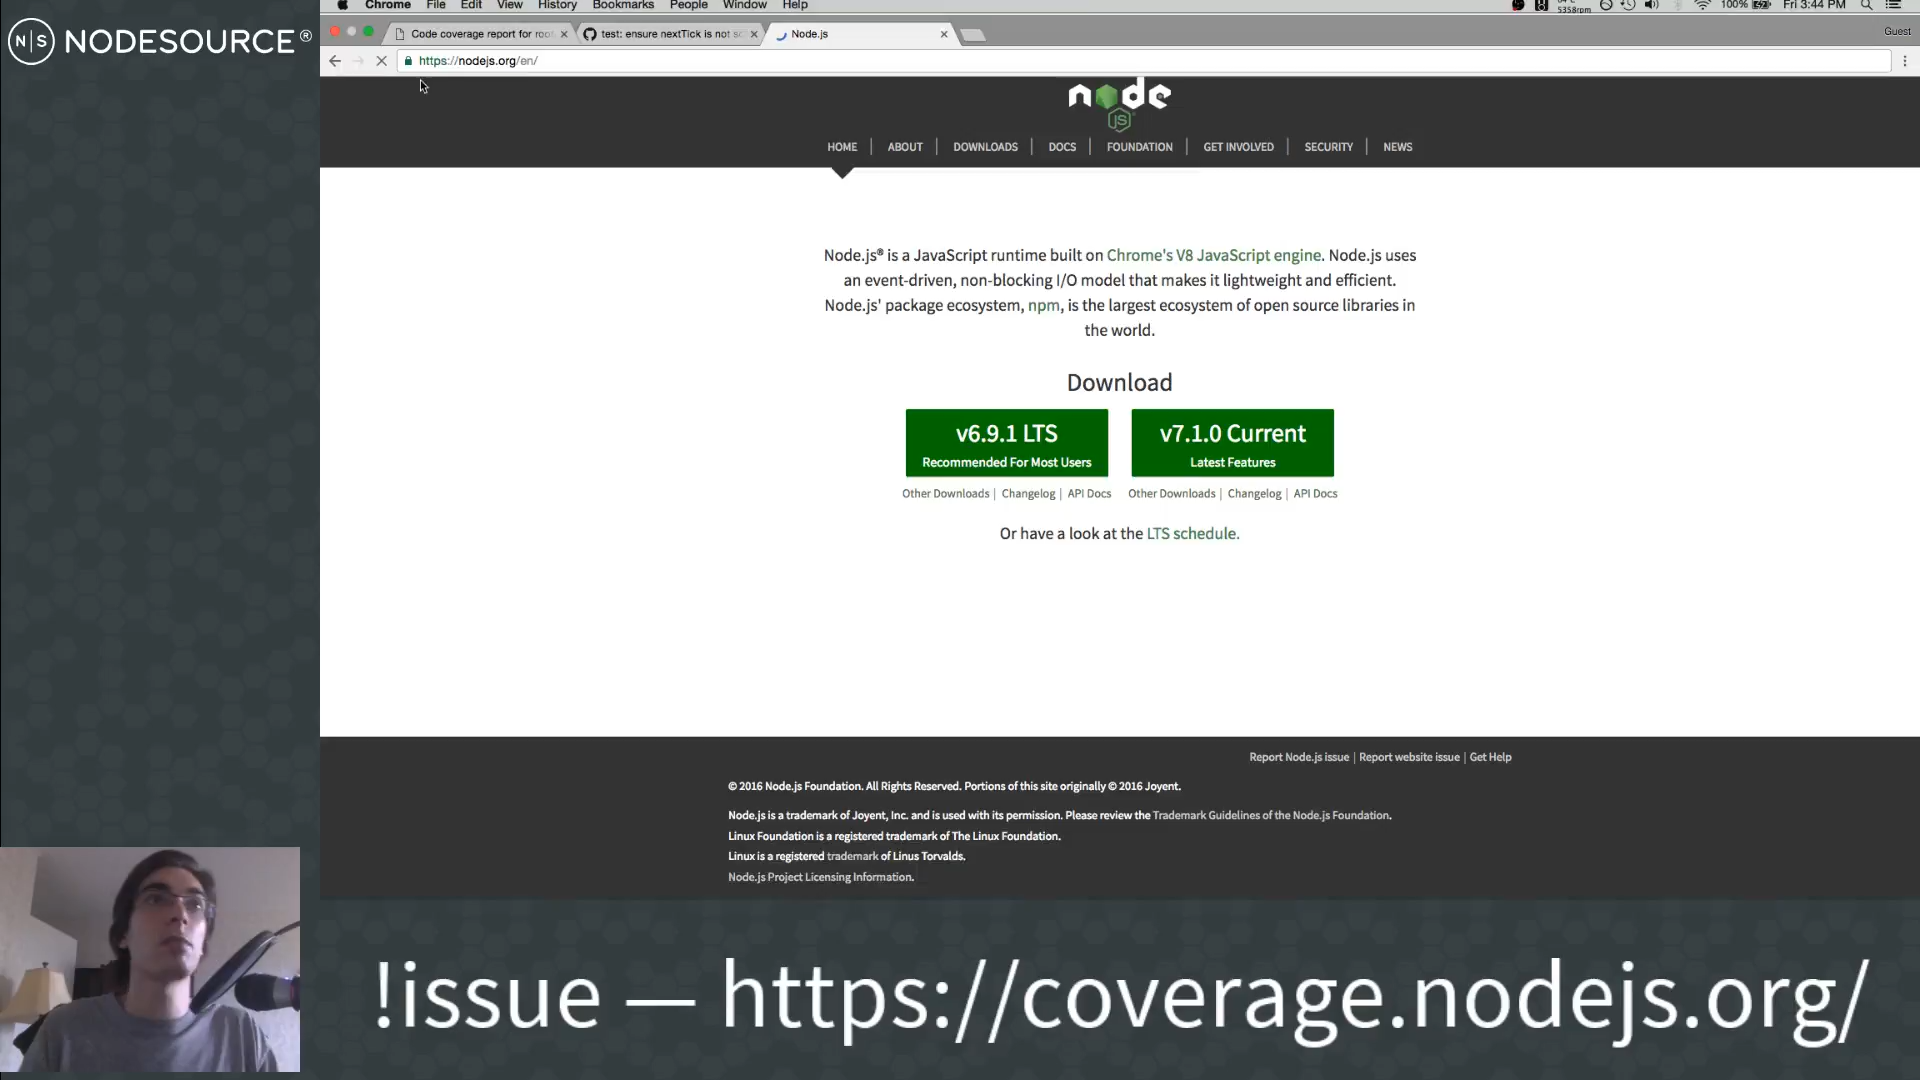 N|S NODESOURCE®
Chrome File Edit View History Bookmarks People Window Help
5358rpm 100% Fri 3:44 PM
Code coverage report for root
test: ensure nextTick is not
Node.js
Guest
https://nodejs.org/en/
node
JS
HOME | ABOUT | DOWNLOADS | DOCS | FOUNDATION | GET INVOLVED | SECURITY | NEWS
Node.js® is a JavaScript runtime built on Chrome's V8 JavaScript engine. Node.js uses
an event-driven, non-blocking I/O model that makes it lightweight and efficient.
Node.js' package ecosystem, npm, is the largest ecosystem of open source libraries in
the world.
Download
v6.9.1 LTS
Recommended For Most Users
v7.1.0 Current
Latest Features
Other Downloads | Changelog | API Docs
Other Downloads | Changelog | API Docs
Or have a look at the LTS schedule.
Report Node.js issue | Report website issue | Get Help
© 2016 Node.js Foundation. All Rights Reserved. Portions of this site originally © 2016 Joyent.
Node.js is a trademark of Joyent, Inc. and is used with its permission. Please review the Trademark Guidelines of the Node.js Foundation.
Linux Foundation is a registered trademark of The Linux Foundation.
Linux is a registered trademark of Linus Torvalds.
Node.js Project Licensing Information.
!issue — https://coverage.nodejs.org/